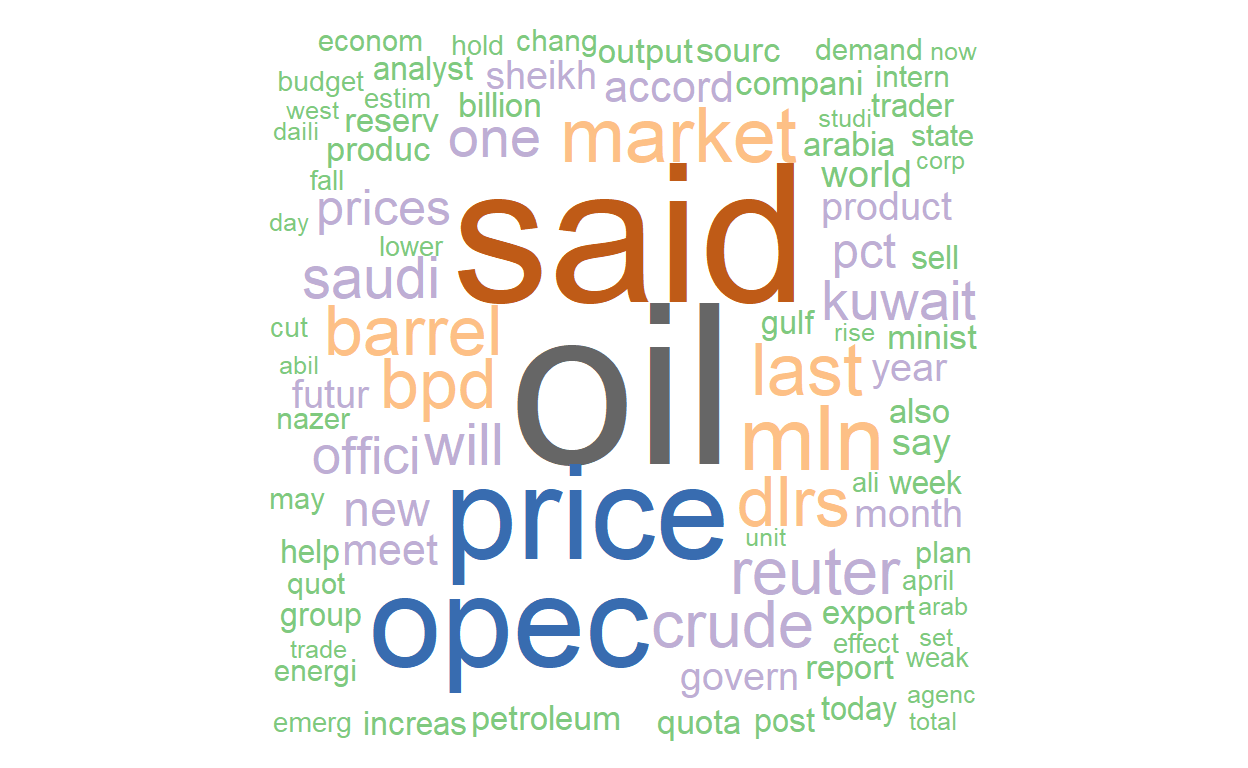 econom hold chang output sourc demand now
budget analyst sheikh accord compani intern
west estim billion trader
daili reserv one market studi state
produc arabia corp
fall said world
day prices product
lower pct sell
saudi kuwait
cut barrel oil gulf rise minist
abil bpd last year
futur
nazer mln also
offici will say
may new price dlrs ali week
month
help meet unit plan
quot reuter april
group opec crude export arab
trade effect set
energi govern report weak
emerg increas petroleum quota post today agenc
total